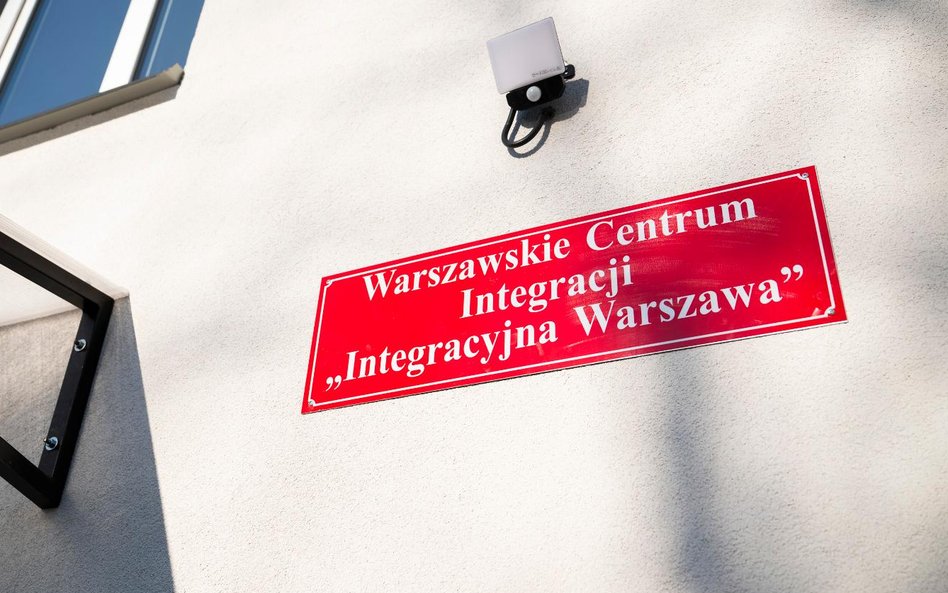 Warszawskie Centrum
Integracji
„Integracyjna Warszawa”